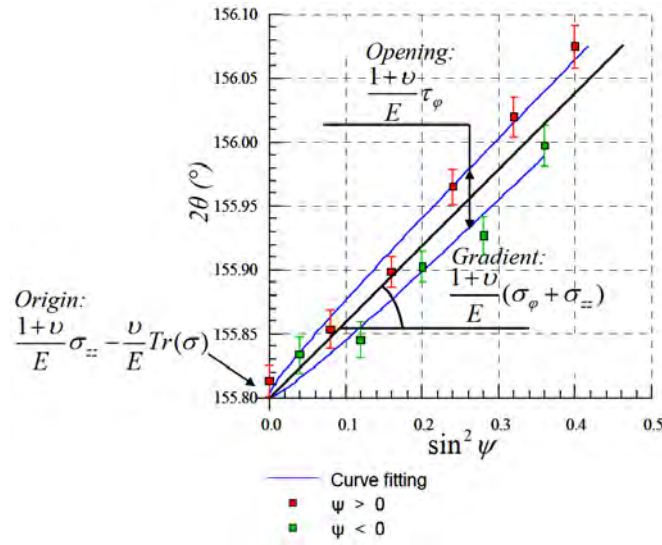 156.10
156.05
156.00
155.95
155.90
155.85
155.80
2θ (°)
Opening:
1+υ
E
τφ
Gradient:
1+υ
E
(σφ + σzz)
Origin:
1+υ
E
σzz −
υ
E
Tr(σ)
0.0 0.1 0.2 0.3 0.4 0.5
sin² ψ
Curve fitting
ψ > 0
ψ < 0